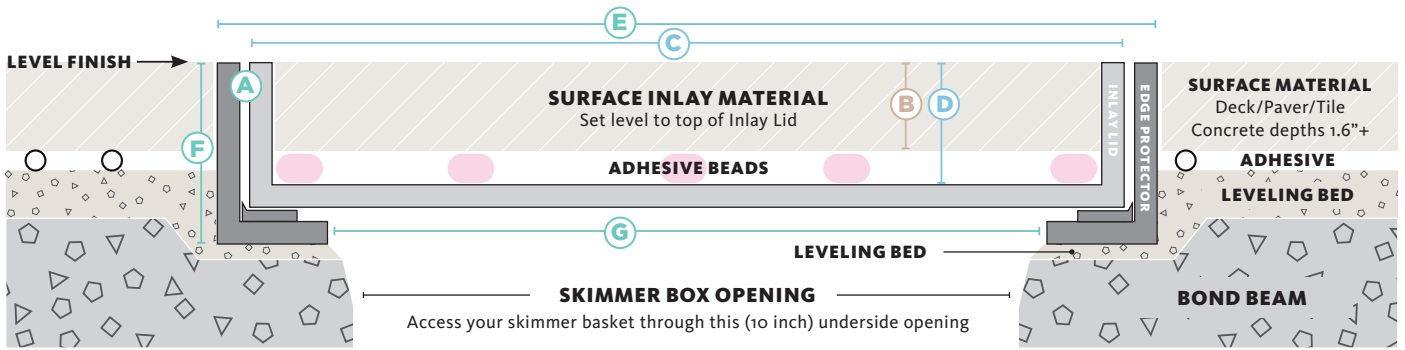 E
C
LEVEL FINISH
A
SURFACE INLAY MATERIAL
Set level to top of Inlay Lid
B
D
INLAY LID
EDGE PROTECTOR
SURFACE MATERIAL
Deck/Paver/Tile
Concrete depths 1.6”+
F
ADHESIVE BEADS
ADHESIVE
LEVELING BED
G
LEVELING BED
SKIMMER BOX OPENING
Access your skimmer basket through this (10 inch) underside opening
BOND BEAM